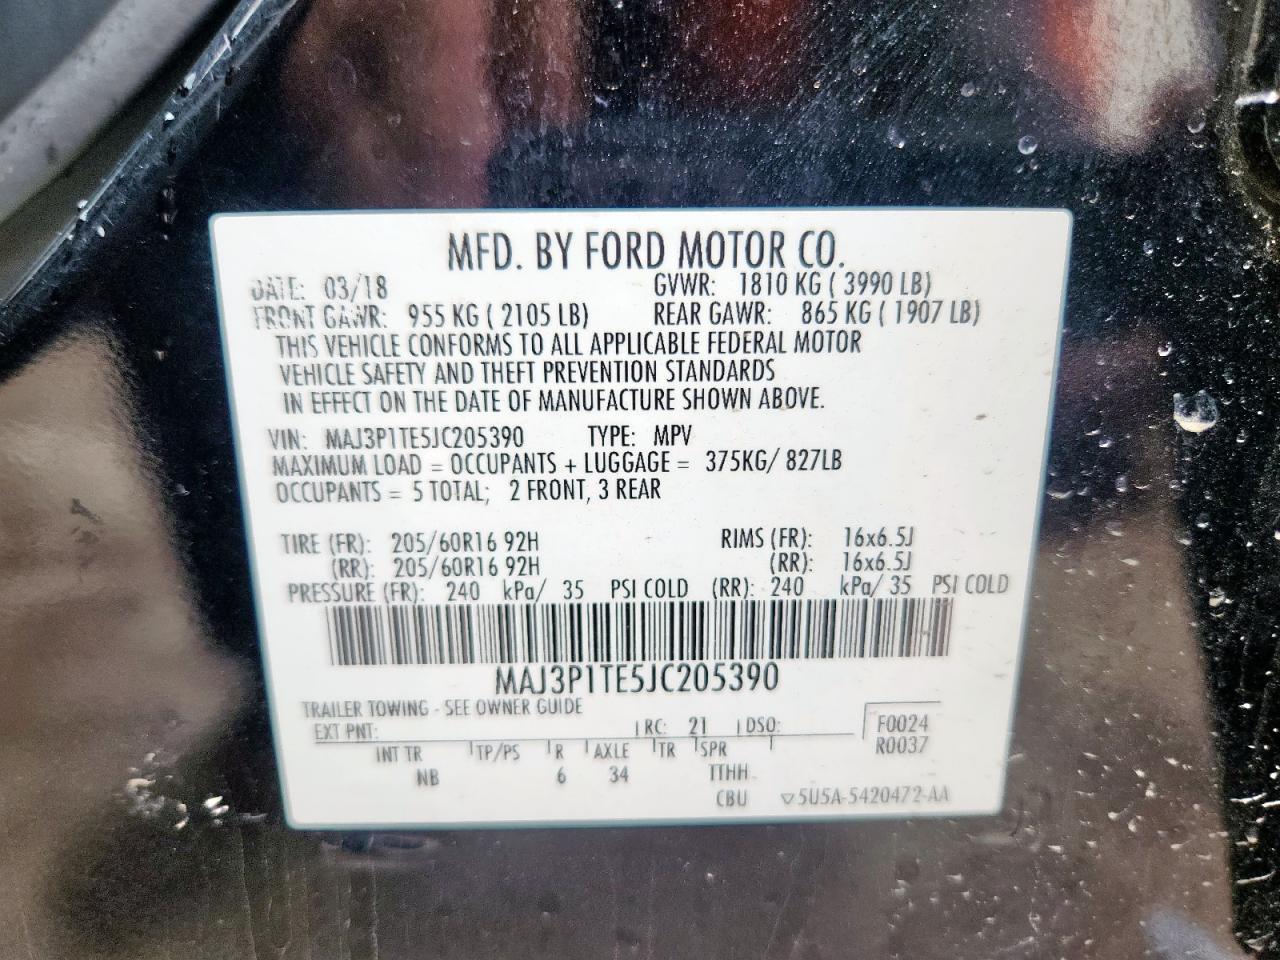 MFD. BY FORD MOTOR CO.
DATE: 03/18 GVWR: 1810 KG ( 3990 LB)
FRONT GAWR: 955 KG ( 2105 LB) REAR GAWR: 865 KG ( 1907 LB)
THIS VEHICLE CONFORMS TO ALL APPLICABLE FEDERAL MOTOR
VEHICLE SAFETY AND THEFT PREVENTION STANDARDS
IN EFFECT ON THE DATE OF MANUFACTURE SHOWN ABOVE.
VIN: MAJ3P1TE5JC205390 TYPE: MPV
MAXIMUM LOAD = OCCUPANTS + LUGGAGE = 375KG/ 827LB
OCCUPANTS = 5 TOTAL; 2 FRONT, 3 REAR
TIRE (FR): 205/60R16 92H RIMS (FR): 16x6.5J
(RR): 205/60R16 92H (RR): 16x6.5J
PRESSURE (FR): 240 kPa/ 35 PSI COLD (RR): 240 kPa/ 35 PSI COLD
MAJ3P1TE5JC205390
TRAILER TOWING - SEE OWNER GUIDE
EXT PNT: RC: 21 DSO: F0024
R0037
INT TR TP/PS R AXLE TR SPR
NB 6 34 TTHH
CBU ▽5U5A-5420472-AA